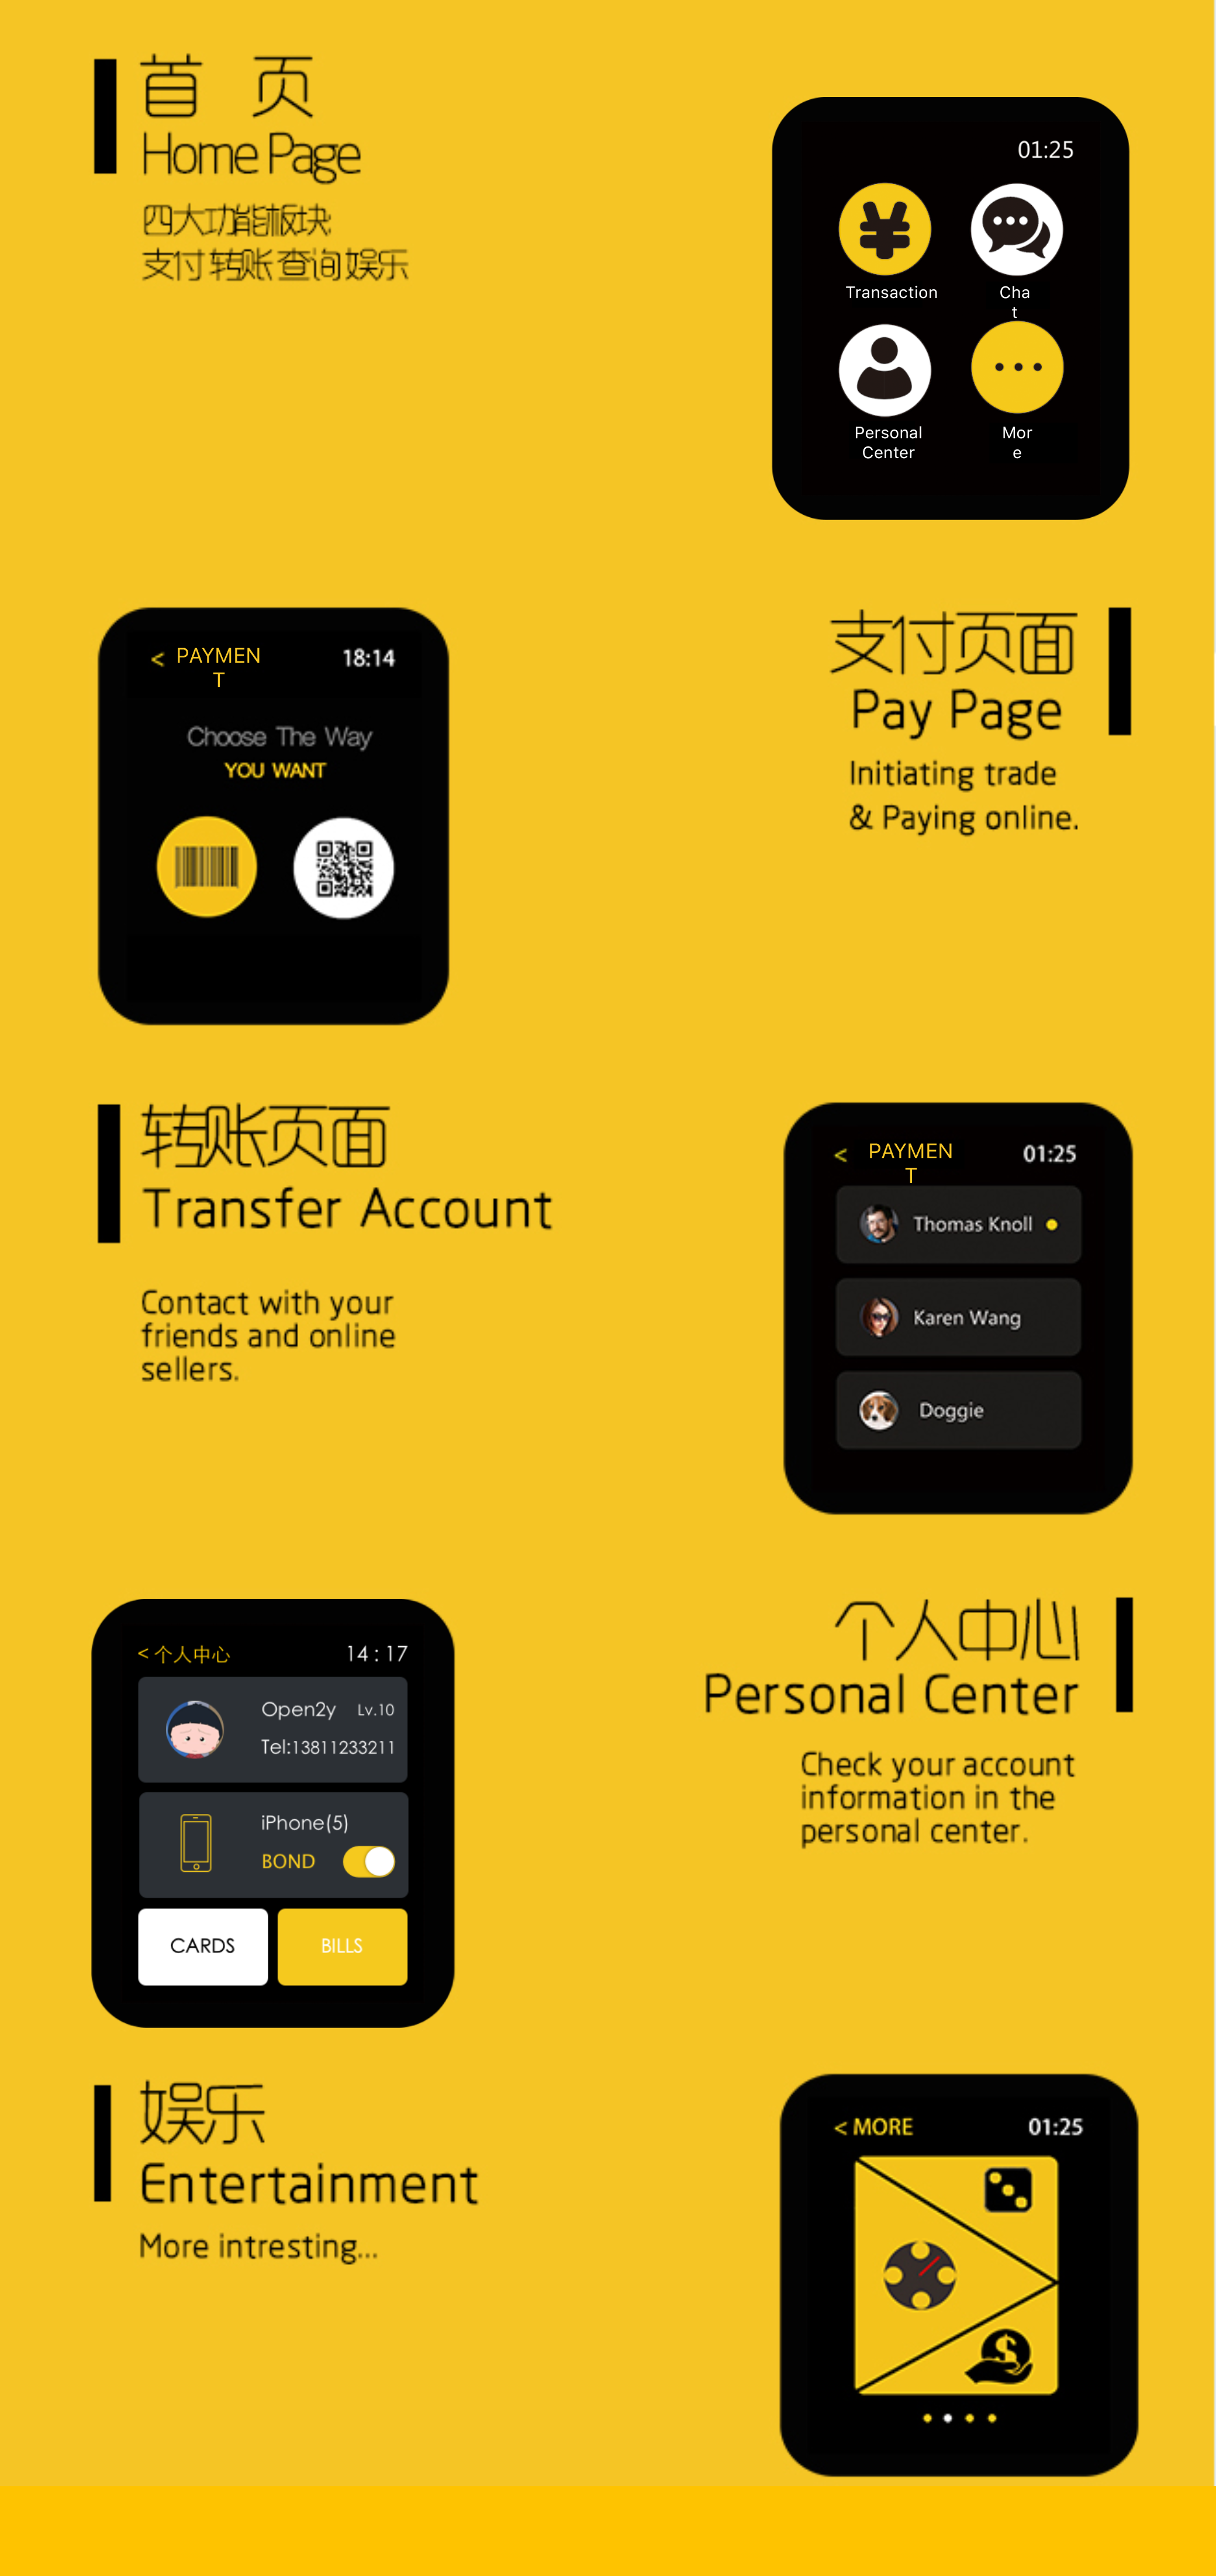 首 页
Home Page
四大功能板块
支付 转账 查询 娱乐
01:25
Transaction
Cha
t
Personal
Center
Mor
e
< PAYMEN
T
18:14
Choose The Way
YOU WANT
支付页面
Pay Page
Initiating trade
& Paying online.
转账页面
Transfer Account
Contact with your
friends and online
sellers.
< PAYMEN
T
01:25
Thomas Knoll
Karen Wang
Doggie
< 个人中心
14 : 17
Open2y Lv.10
Tel:13811233211
iPhone(5)
BOND
CARDS
BILLS
个人中心
Personal Center
Check your account
information in the
personal center.
娱乐
Entertainment
More intresting...
< MORE
01:25